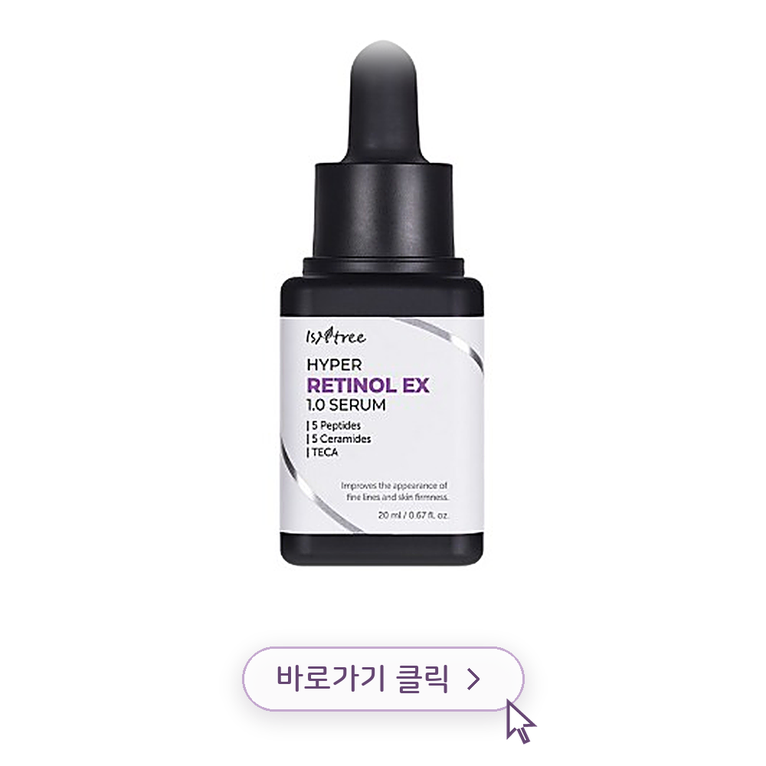 Isntree
HYPER
RETINOL EX
1.0 SERUM
| 5 Peptides
| 5 Ceramides
| TECA
Improves the appearance of
fine lines and skin firmness.
20 ml / 0.67 fl. oz.
바로가기 클릭 >